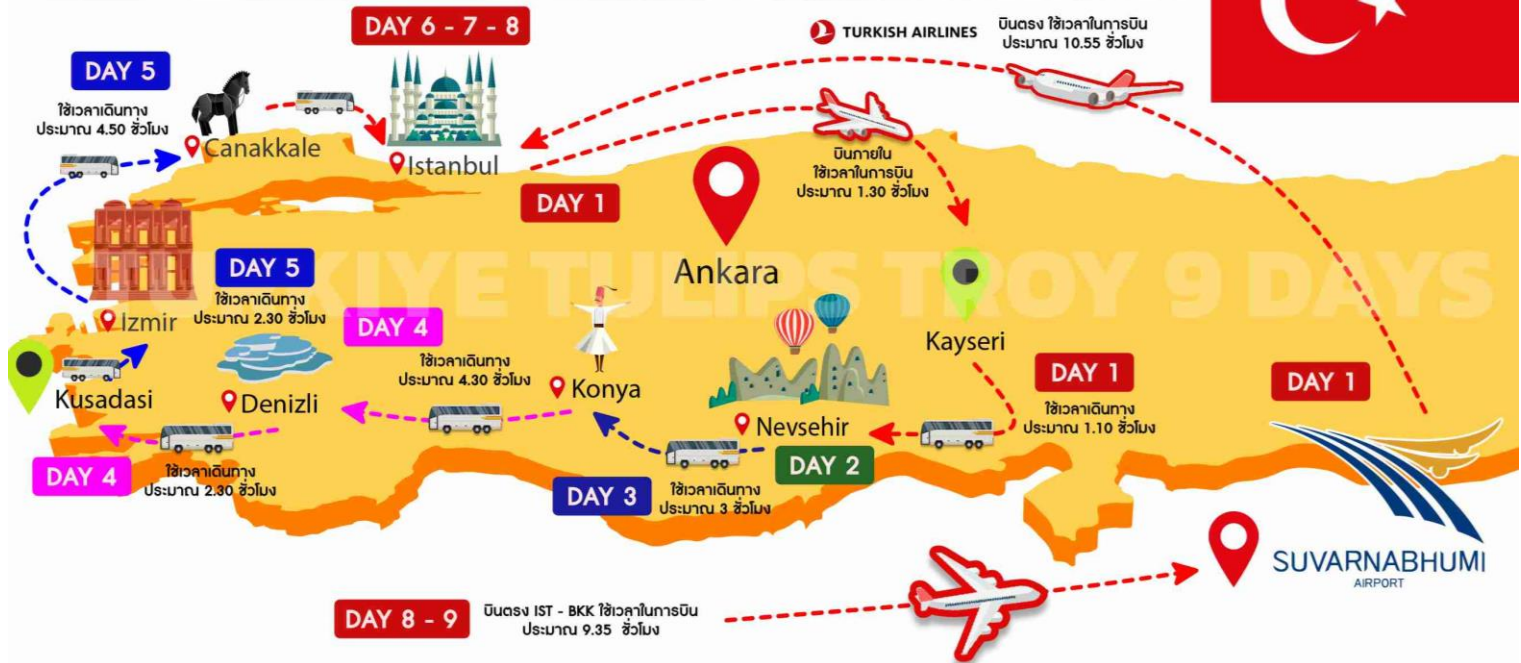 DAY 6 - 7 - 8
TURKISH AIRLINES
บินตรง ใช้เวลาในการบิน
ประมาณ 10.55 ชั่วโมง
DAY 5
ใช้เวลาเดินทาง
ประมาณ 4.50 ชั่วโมง
Canakkale
Istanbul
บินภายใน
ใช้เวลาในการบิน
ประมาณ 1.30 ชั่วโมง
DAY 1
Ankara
TURKIYE TULIPS TROY 9 DAYS
DAY 5
ใช้เวลาเดินทาง
ประมาณ 2.30 ชั่วโมง
Izmir
DAY 4
ใช้เวลาเดินทาง
ประมาณ 4.30 ชั่วโมง
Kayseri
DAY 1
ใช้เวลาเดินทาง
ประมาณ 1.10 ชั่วโมง
DAY 1
Kusadasi
Denizli
Konya
Nevsehir
DAY 4
ใช้เวลาเดินทาง
ประมาณ 2.30 ชั่วโมง
DAY 3
ใช้เวลาเดินทาง
ประมาณ 3 ชั่วโมง
DAY 2
SUVARNABHUMI
AIRPORT
DAY 8 - 9
บินตรง IST - BKK ใช้เวลาในการบิน
ประมาณ 9.35 ชั่วโมง